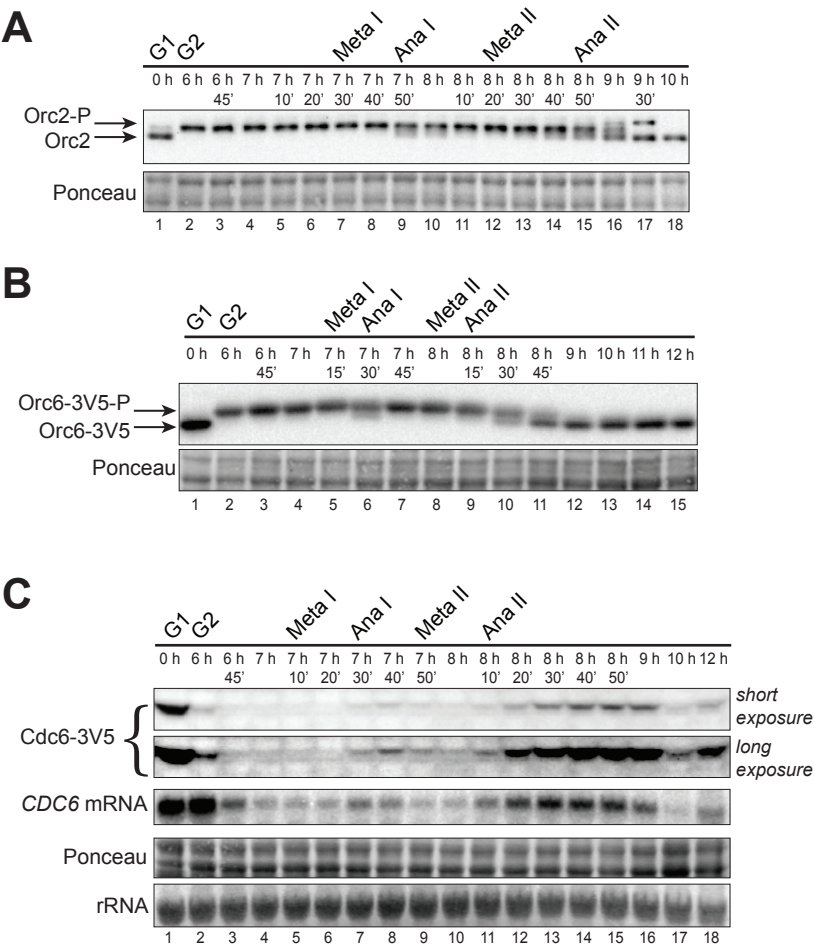 A
G1 G2 Meta I Ana I Meta II Ana II
0 h 6 h 6 h 7 h 7 h 7 h 7 h 7 h 7 h 8 h 8 h 8 h 8 h 8 h 8 h 9 h 9 h 10 h
45’ 10’ 20’ 30’ 40’ 50’ 10’ 20’ 30’ 40’ 50’ 30’
Orc2-P
Orc2
Ponceau
1 2 3 4 5 6 7 8 9 10 11 12 13 14 15 16 17 18
B
G1 G2 Meta I Ana I Meta II Ana II
0 h 6 h 6 h 7 h 7 h 7 h 7 h 8 h 8 h 8 h 8 h 9 h 10 h 11 h 12 h
45’ 15’ 30’ 45’ 15’ 30’ 45’
Orc6-3V5-P
Orc6-3V5
Ponceau
1 2 3 4 5 6 7 8 9 10 11 12 13 14 15
C
G1 G2 Meta I Ana I Meta II Ana II
0 h 6 h 6 h 7 h 7 h 7 h 7 h 7 h 7 h 8 h 8 h 8 h 8 h 8 h 8 h 9 h 10 h 12 h
45’ 10’ 20’ 30’ 40’ 50’ 10’ 20’ 30’ 40’ 50’
Cdc6-3V5
short
exposure
long
exposure
CDC6 mRNA
Ponceau
rRNA
1 2 3 4 5 6 7 8 9 10 11 12 13 14 15 16 17 18